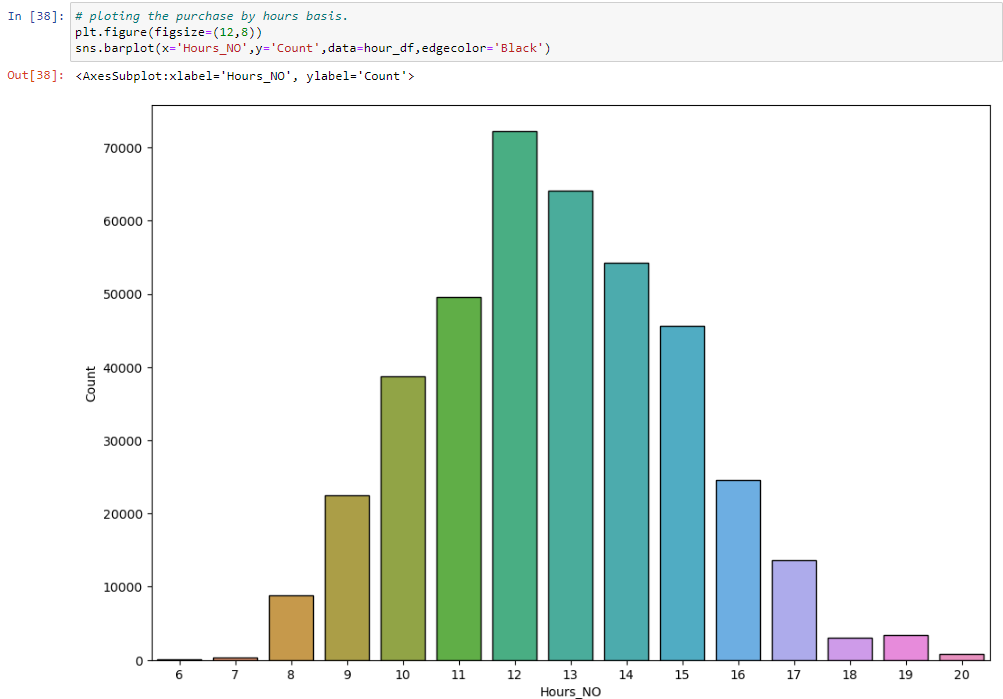 In [38]: # ploting the purchase by hours basis.
plt.figure(figsize=(12,8))
sns.barplot(x='Hours_NO',y='Count',data=hour_df,edgecolor='Black')
Out[38]: <AxesSubplot:xlabel='Hours_NO', ylabel='Count'>
70000
60000
50000
40000
30000
20000
10000
0
Count
6 7 8 9 10 11 12 13 14 15 16 17 18 19 20
Hours_NO